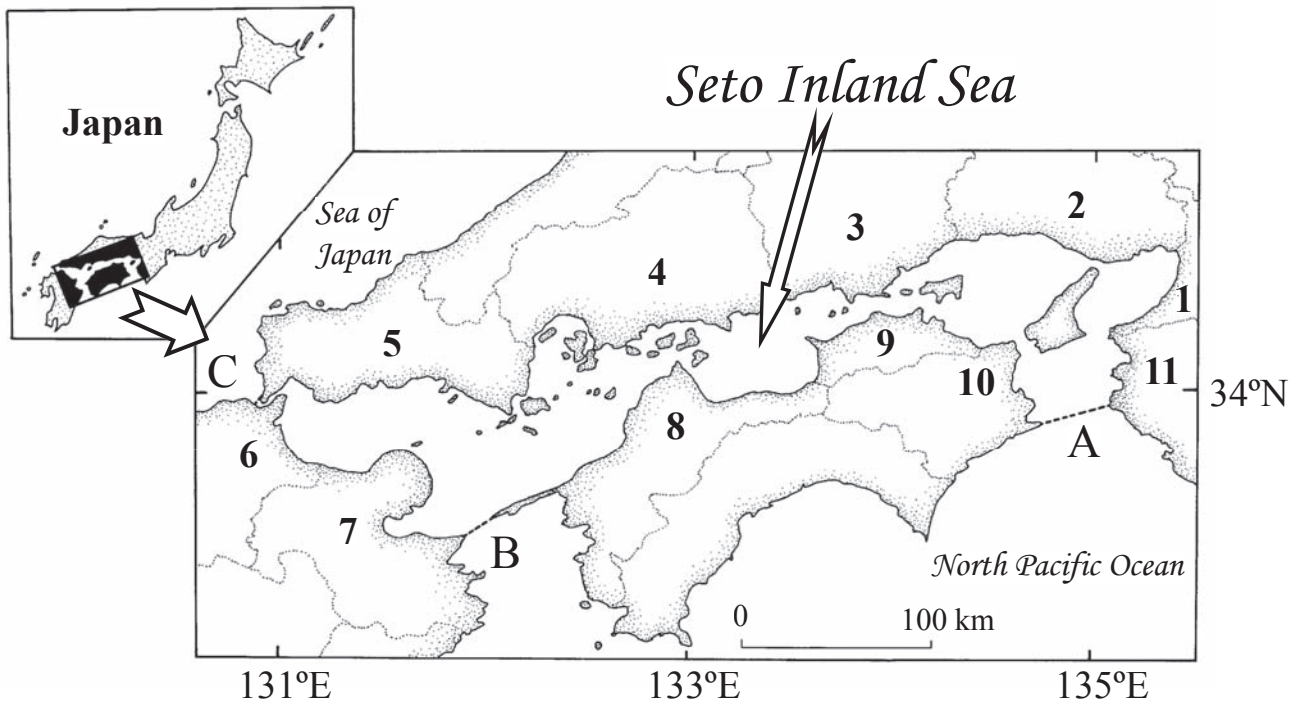 Japan
Seto Inland Sea
Sea of
Japan
1
2
3
4
5
6
7
8
9
10
11
A
B
C
34ºN
North Pacific Ocean
0
100 km
131ºE
133ºE
135ºE